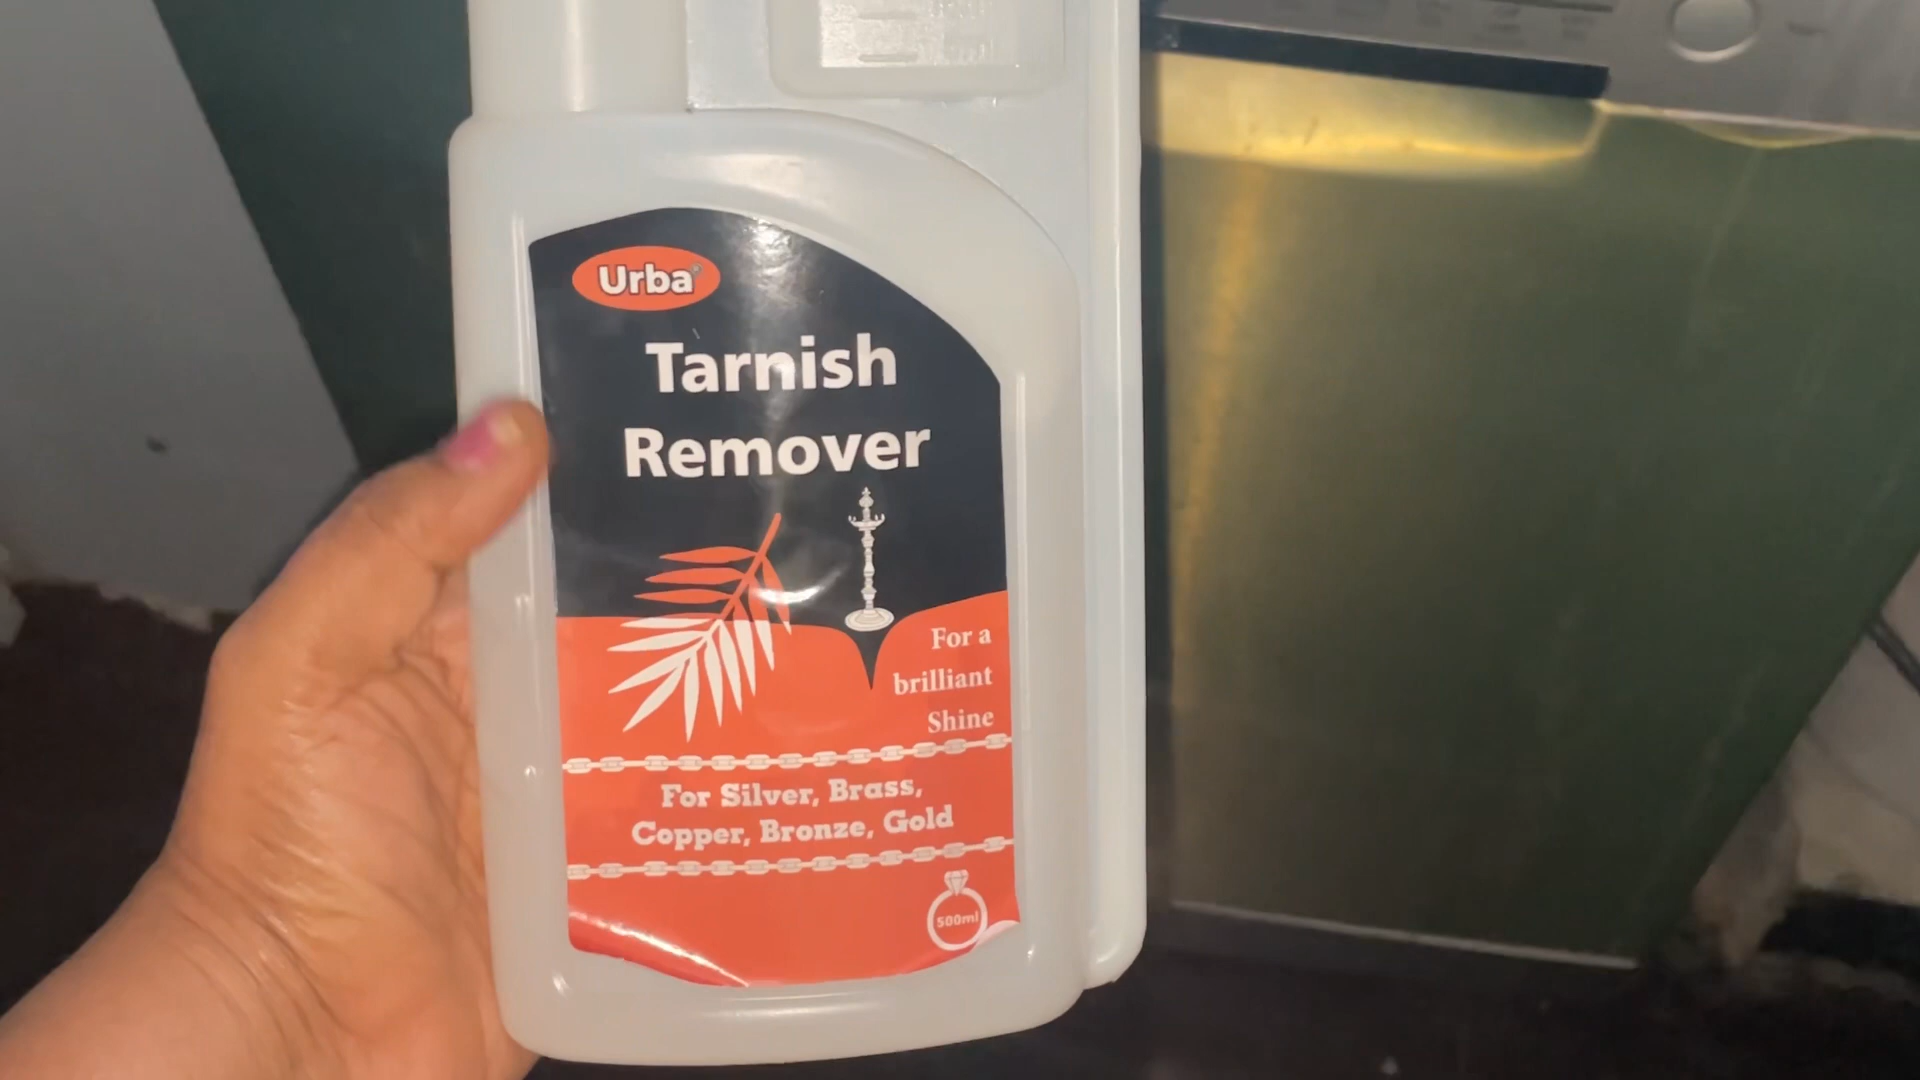 Urba
Tarnish
Remover
For a
brilliant
Shine
For Silver, Brass,
Copper, Bronze, Gold
500ml